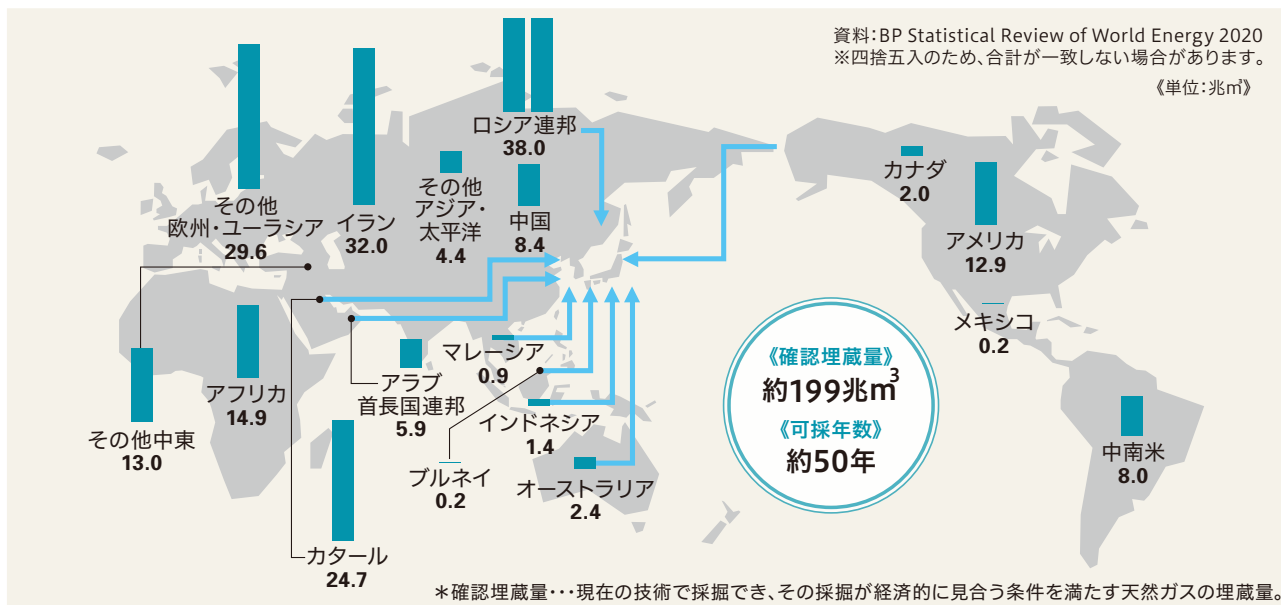 資料:BP Statistical Review of World Energy 2020
※四捨五入のため、合計が一致しない場合があります。
《単位:兆㎥》
ロシア連邦
38.0
その他
欧州・ユーラシア
29.6
イラン
32.0
その他
アジア・
太平洋
4.4
中国
8.4
カナダ
2.0
アメリカ
12.9
メキシコ
0.2
中南米
8.0
その他中東
13.0
アフリカ
14.9
カタール
24.7
アラブ
首長国連邦
5.9
マレーシア
0.9
ブルネイ
0.2
インドネシア
1.4
オーストラリア
2.4
《確認埋蔵量》
約199兆m³
《可採年数》
約50年
＊確認埋蔵量･･･現在の技術で採掘でき、その採掘が経済的に見合う条件を満たす天然ガスの埋蔵量。